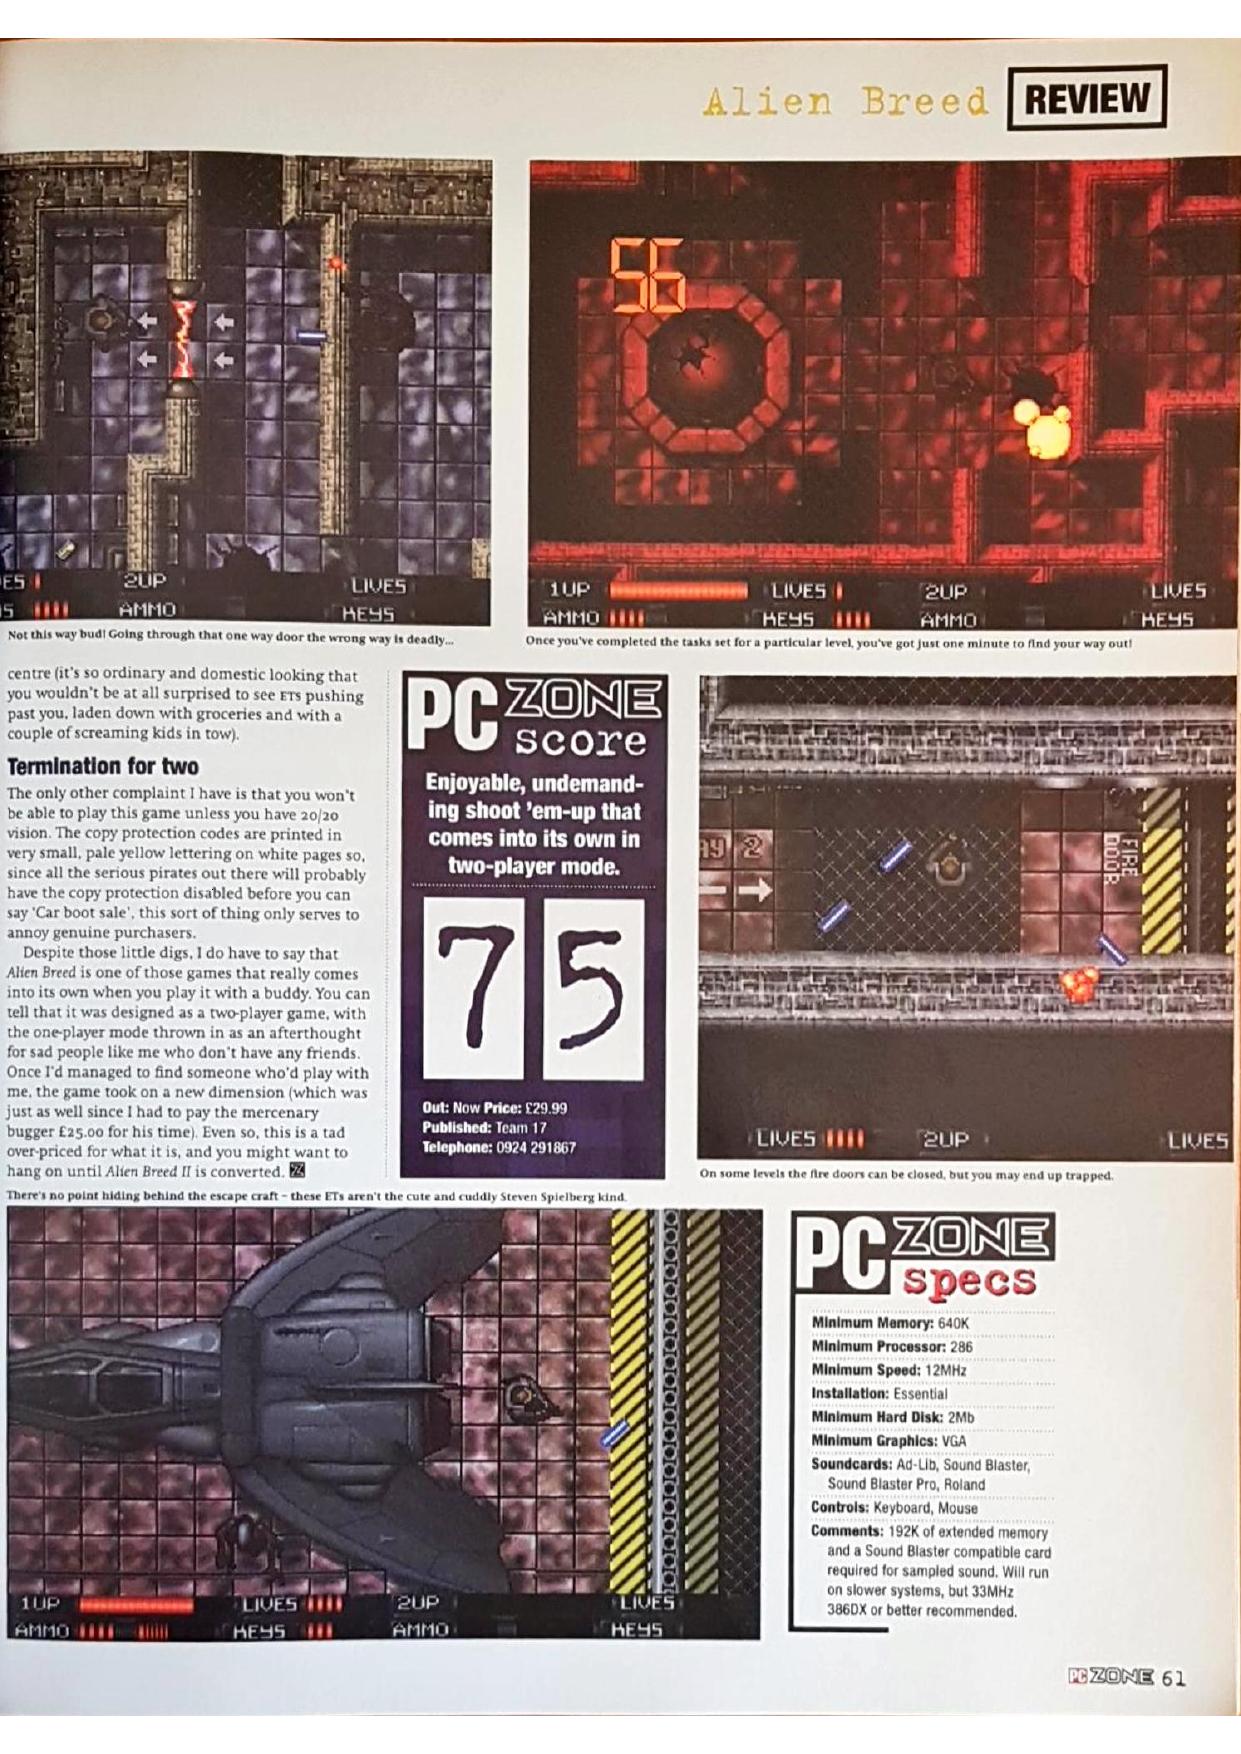 Alien Breed REVIEW
ES
2UP
LIVES
S
AMMO
KEYS
Not this way bud! Going through that one way door the wrong way is deadly...
56
1UP
LIVES
2UP
LIVES
AMMO
KEYS
AMMO
KEYS
Once you've completed the tasks set for a particular level, you've got just one minute to find your way out!
centre (it's so ordinary and domestic looking that
you wouldn't be at all surprised to see ETs pushing
past you, laden down with groceries and with a
couple of screaming kids in tow).
Termination for two
The only other complaint I have is that you won't
be able to play this game unless you have 20/20
vision. The copy protection codes are printed in
very small, pale yellow lettering on white pages so,
since all the serious pirates out there will probably
have the copy protection disabled before you can
say 'Car boot sale', this sort of thing only serves to
annoy genuine purchasers.
Despite those little digs, I do have to say that
Alien Breed is one of those games that really comes
into its own when you play it with a buddy. You can
tell that it was designed as a two-player game, with
the one-player mode thrown in as an afterthought
for sad people like me who don't have any friends.
Once I'd managed to find someone who'd play with
me, the game took on a new dimension (which was
just as well since I had to pay the mercenary
bugger £25.00 for his time). Even so, this is a tad
over-priced for what it is, and you might want to
hang on until Alien Breed II is converted. Z
PC ZONE
score
Enjoyable, undemand-
ing shoot 'em-up that
comes into its own in
two-player mode.
75
Out: Now Price: £29.99
Published: Team 17
Telephone: 0924 291867
AY 2
FIRE
DOOR
LIVES
2UP
LIVES
On some levels the fire doors can be closed, but you may end up trapped.
There's no point hiding behind the escape craft – these ETs aren't the cute and cuddly Steven Spielberg kind.
1UP
LIVES
2UP
LIVES
AMMO
KEYS
AMMO
KEYS
PC ZONE
specs
Minimum Memory: 640K
Minimum Processor: 286
Minimum Speed: 12MHz
Installation: Essential
Minimum Hard Disk: 2Mb
Minimum Graphics: VGA
Soundcards: Ad-Lib, Sound Blaster,
Sound Blaster Pro, Roland
Controls: Keyboard, Mouse
Comments: 192K of extended memory
and a Sound Blaster compatible card
required for sampled sound. Will run
on slower systems, but 33MHz
386DX or better recommended.
PC ZONE 61